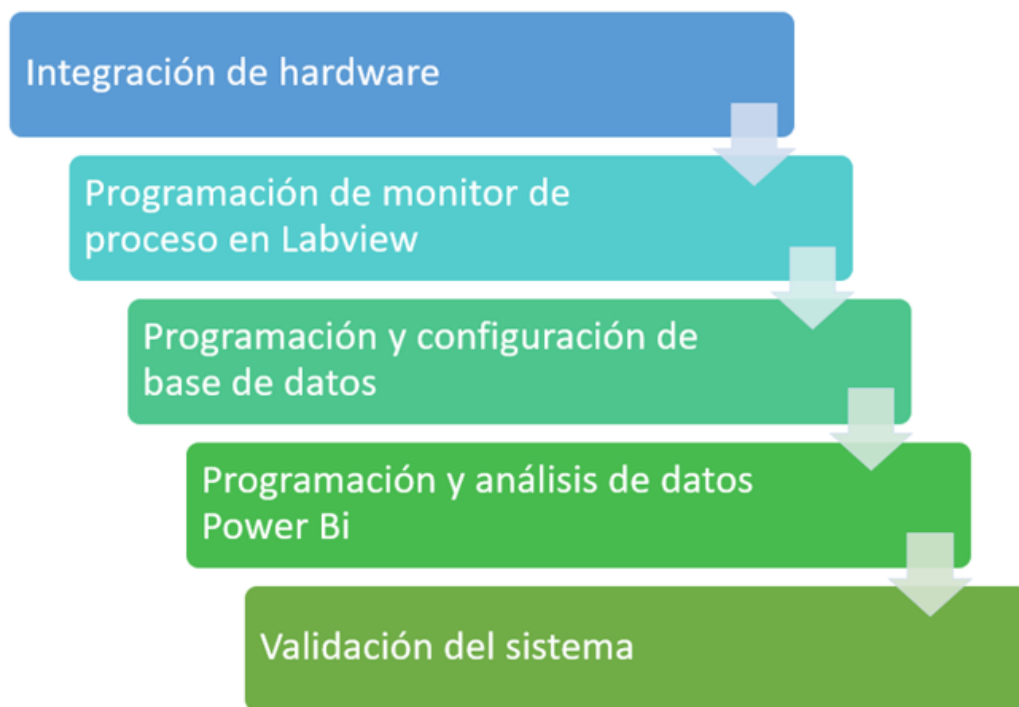 Integración de hardware
Programación de monitor de
proceso en Labview
Programación y configuración de
base de datos
Programación y análisis de datos
Power Bi
Validación del sistema